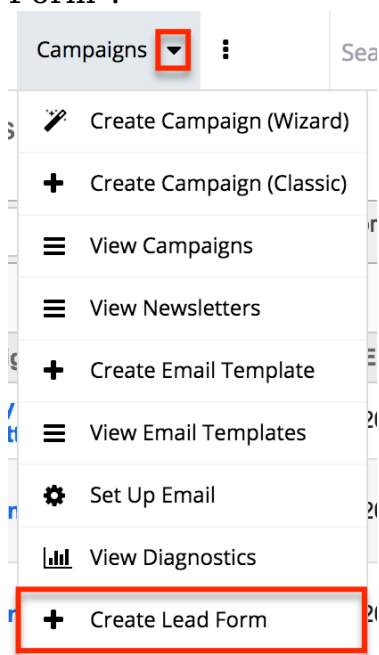 Campaigns
Sea
Create Campaign (Wizard)
Create Campaign (Classic)
View Campaigns
View Newsletters
Create Email Template
View Email Templates
Set Up Email
View Diagnostics
Create Lead Form